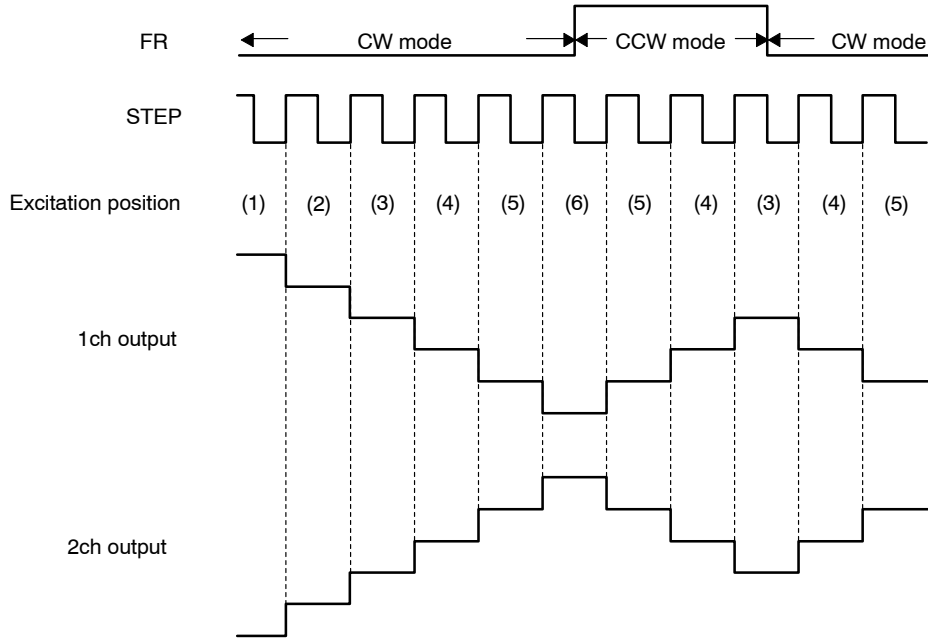 FR CW mode CCW mode CW mode
STEP
Excitation position (1) (2) (3) (4) (5) (6) (5) (4) (3) (4) (5)
1ch output
2ch output